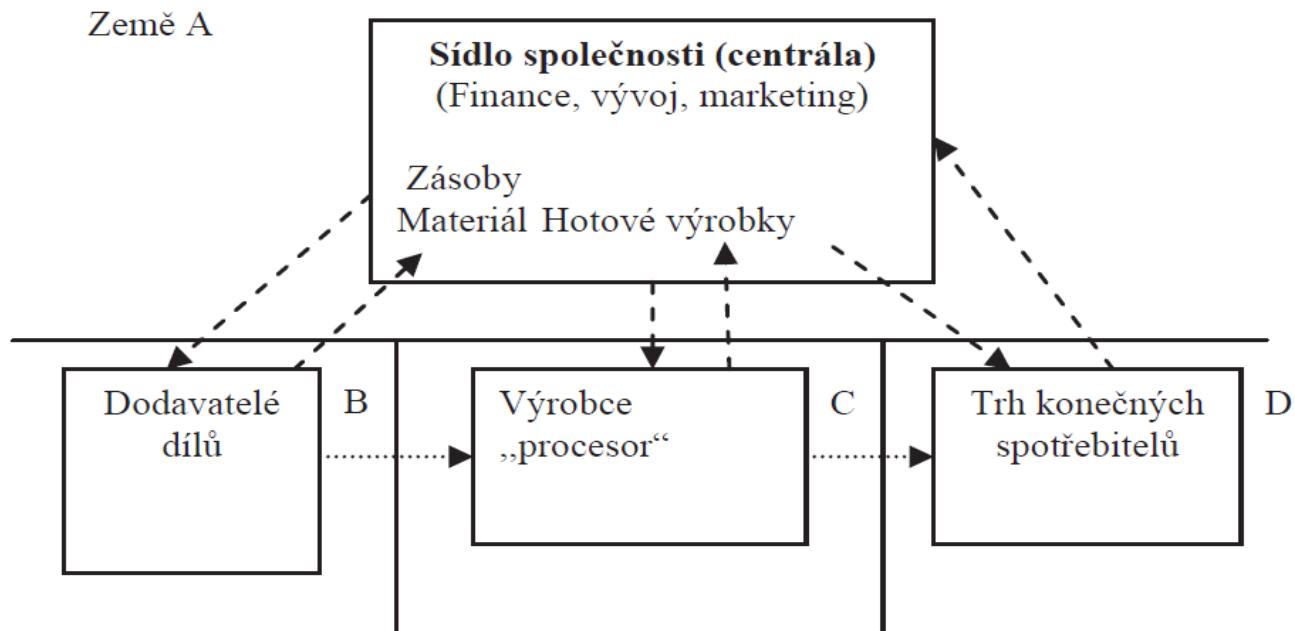 Země A
Sídlo společnosti (centrála)
(Finance, vývoj, marketing)
Zásoby
Materiál Hotové výrobky
Dodavatelé
dílů
B
Výrobce
,,procesor“
C
Trh konečných
spotřebitelů
D